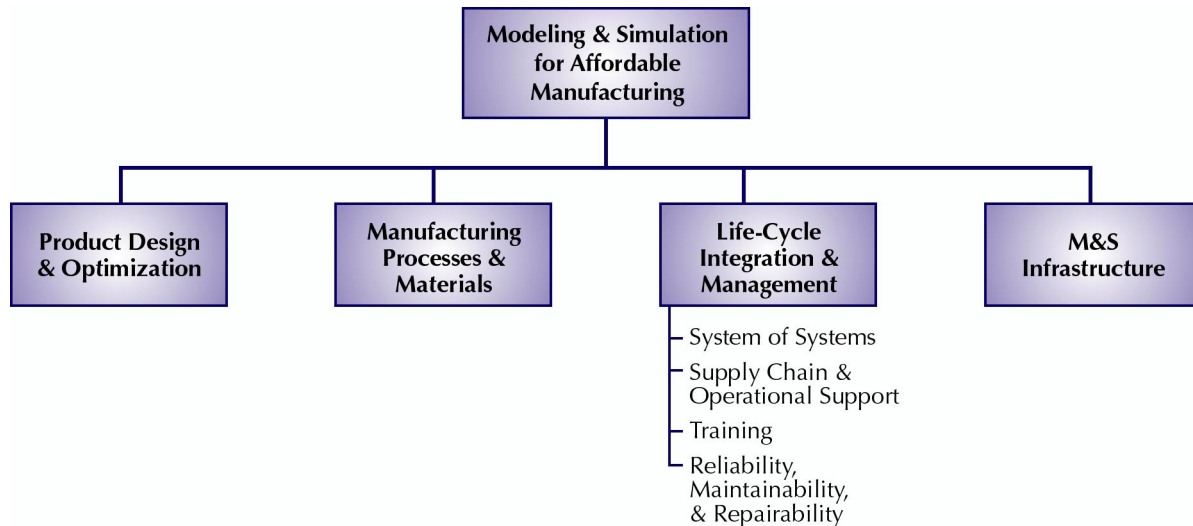 Modeling & Simulation
for Affordable
Manufacturing
Product Design
& Optimization
Manufacturing
Processes &
Materials
Life-Cycle
Integration &
Management
M&S
Infrastructure
System of Systems
Supply Chain &
Operational Support
Training
Reliability,
Maintainability,
& Repairability